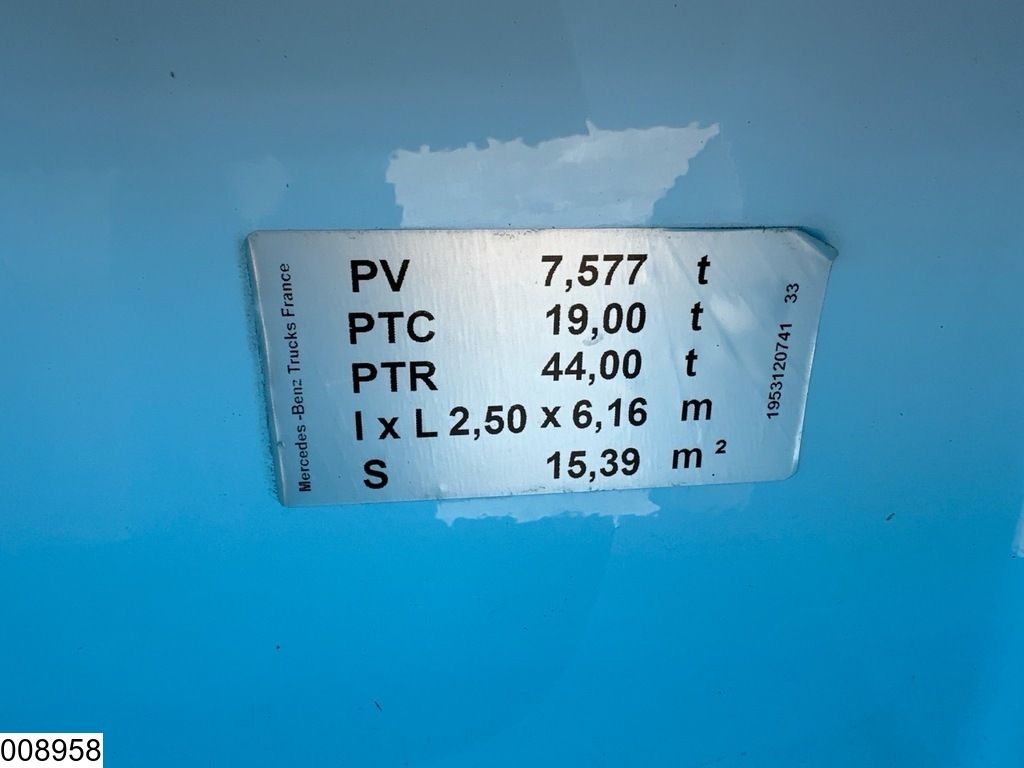 Mercedes -Benz Trucks France
PV 7,577 t
PTC 19,00 t
PTR 44,00 t
l x L 2,50 x 6,16 m
S 15,39 m²
1953120741 33
008958